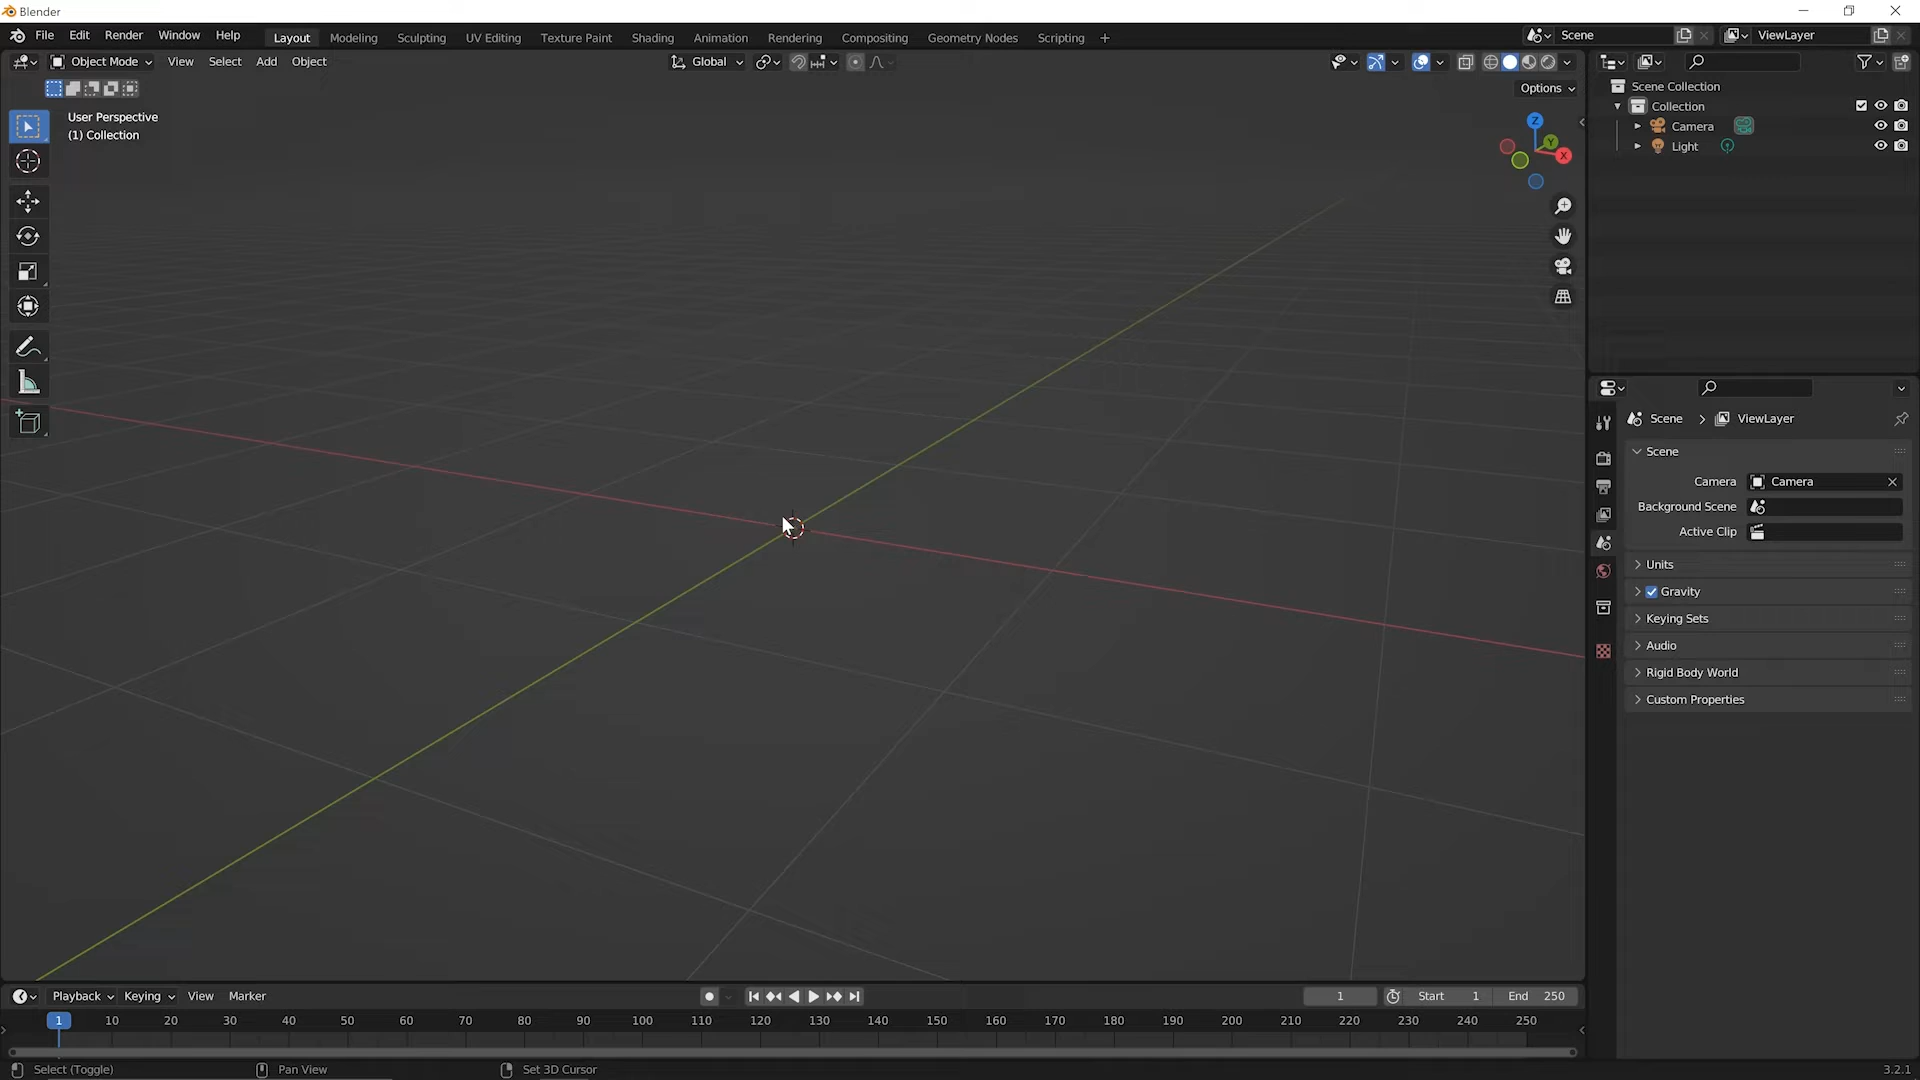 Blender
File Edit Render Window Help Layout Modeling Sculpting UV Editing Texture Paint Shading Animation Rendering Compositing Geometry Nodes Scripting + Scene ViewLayer
Object Mode View Select Add Object Global
Options
User Perspective
(1) Collection
Z
Y
X
Scene Collection
Collection
Camera
Light
Scene > ViewLayer
Scene
Camera Camera
Background Scene
Active Clip
Units
Gravity
Keying Sets
Audio
Rigid Body World
Custom Properties
Playback Keying View Marker 1 Start 1 End 250
1 10 20 30 40 50 60 70 80 90 100 110 120 130 140 150 160 170 180 190 200 210 220 230 240 250
Select (Toggle) Pan View Set 3D Cursor 3.2.1